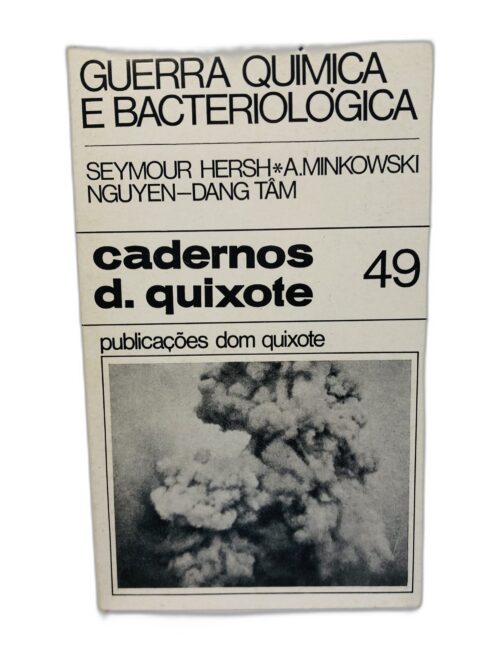 GUERRA QUÍMICA
E BACTERIOLÓGICA
SEYMOUR HERSH*A.MINKOWSKI
NGUYEN–DANG TÂM
cadernos
d. quixote
49
publicações dom quixote